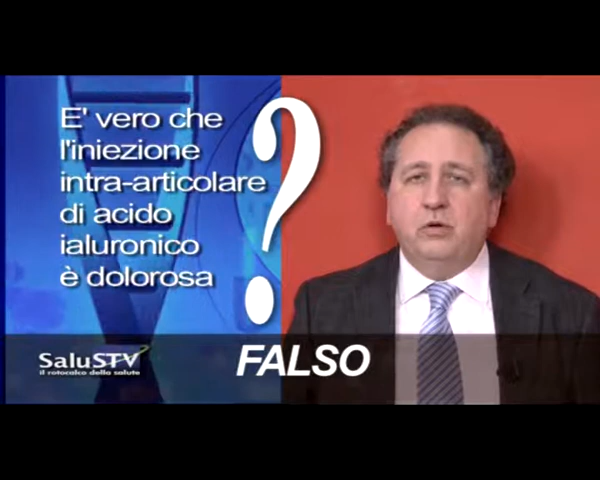 E' vero che
l'iniezione
intra-articolare
di acido
ialuronico
è dolorosa
?
FALSO
SaluSTV
il rotocalco della salute